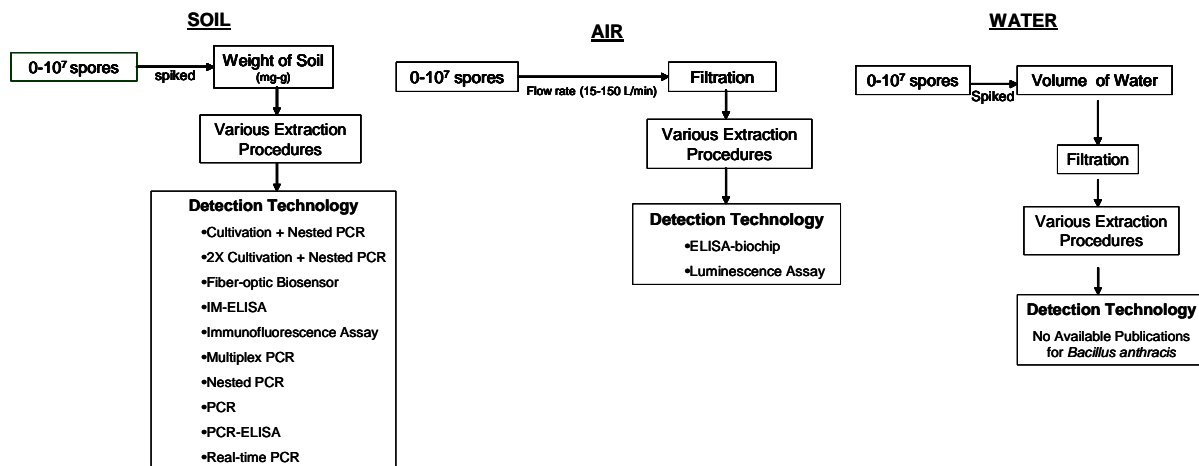 SOIL
0-10⁷ spores
spiked
Weight of Soil
(mg-g)
Various Extraction
Procedures
Detection Technology
•Cultivation + Nested PCR
•2X Cultivation + Nested PCR
•Fiber-optic Biosensor
•IM-ELISA
•Immunofluorescence Assay
•Multiplex PCR
•Nested PCR
•PCR
•PCR-ELISA
•Real-time PCR
AIR
0-10⁷ spores
Flow rate (15-150 L/min)
Filtration
Various Extraction
Procedures
Detection Technology
•ELISA-biochip
•Luminescence Assay
WATER
0-10⁷ spores
Spiked
Volume of Water
Filtration
Various Extraction
Procedures
Detection Technology
No Available Publications
for Bacillus anthracis